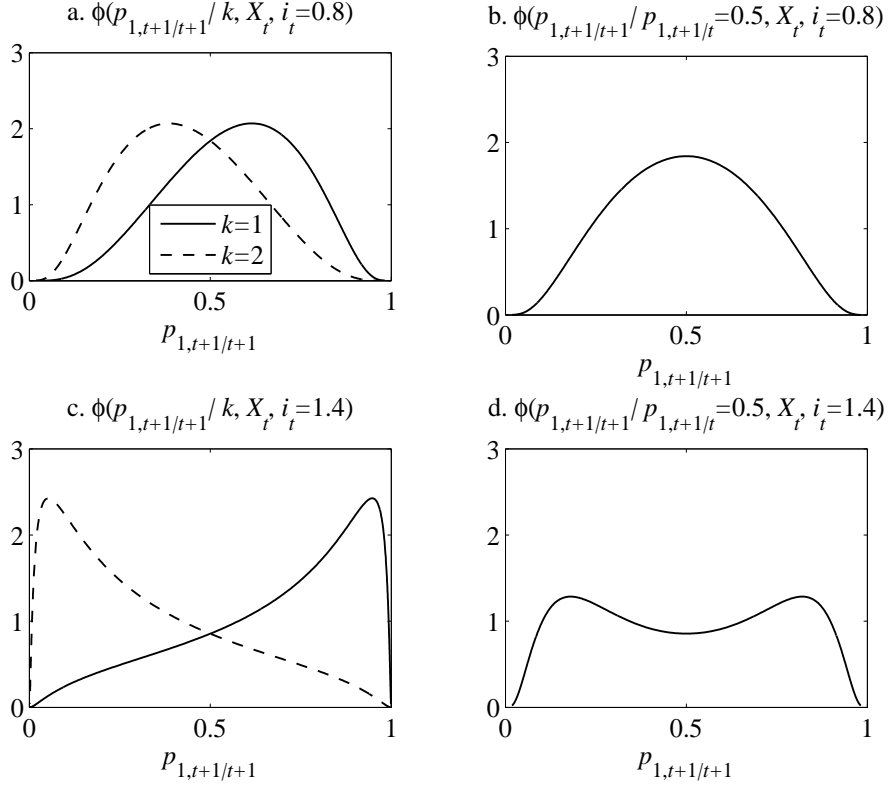 a. ϕ(p1,t+1/t+1/ k, Xt, it=0.8)
3
2
1
0
k=1
k=2
0 0.5 1
p1,t+1/t+1
b. ϕ(p1,t+1/t+1/ p1,t+1/t=0.5, Xt, it=0.8)
3
2
1
0
0 0.5 1
p1,t+1/t+1
c. ϕ(p1,t+1/t+1/ k, Xt, it=1.4)
3
2
1
0
0 0.5 1
p1,t+1/t+1
d. ϕ(p1,t+1/t+1/ p1,t+1/t=0.5, Xt, it=1.4)
3
2
1
0
0 0.5 1
p1,t+1/t+1